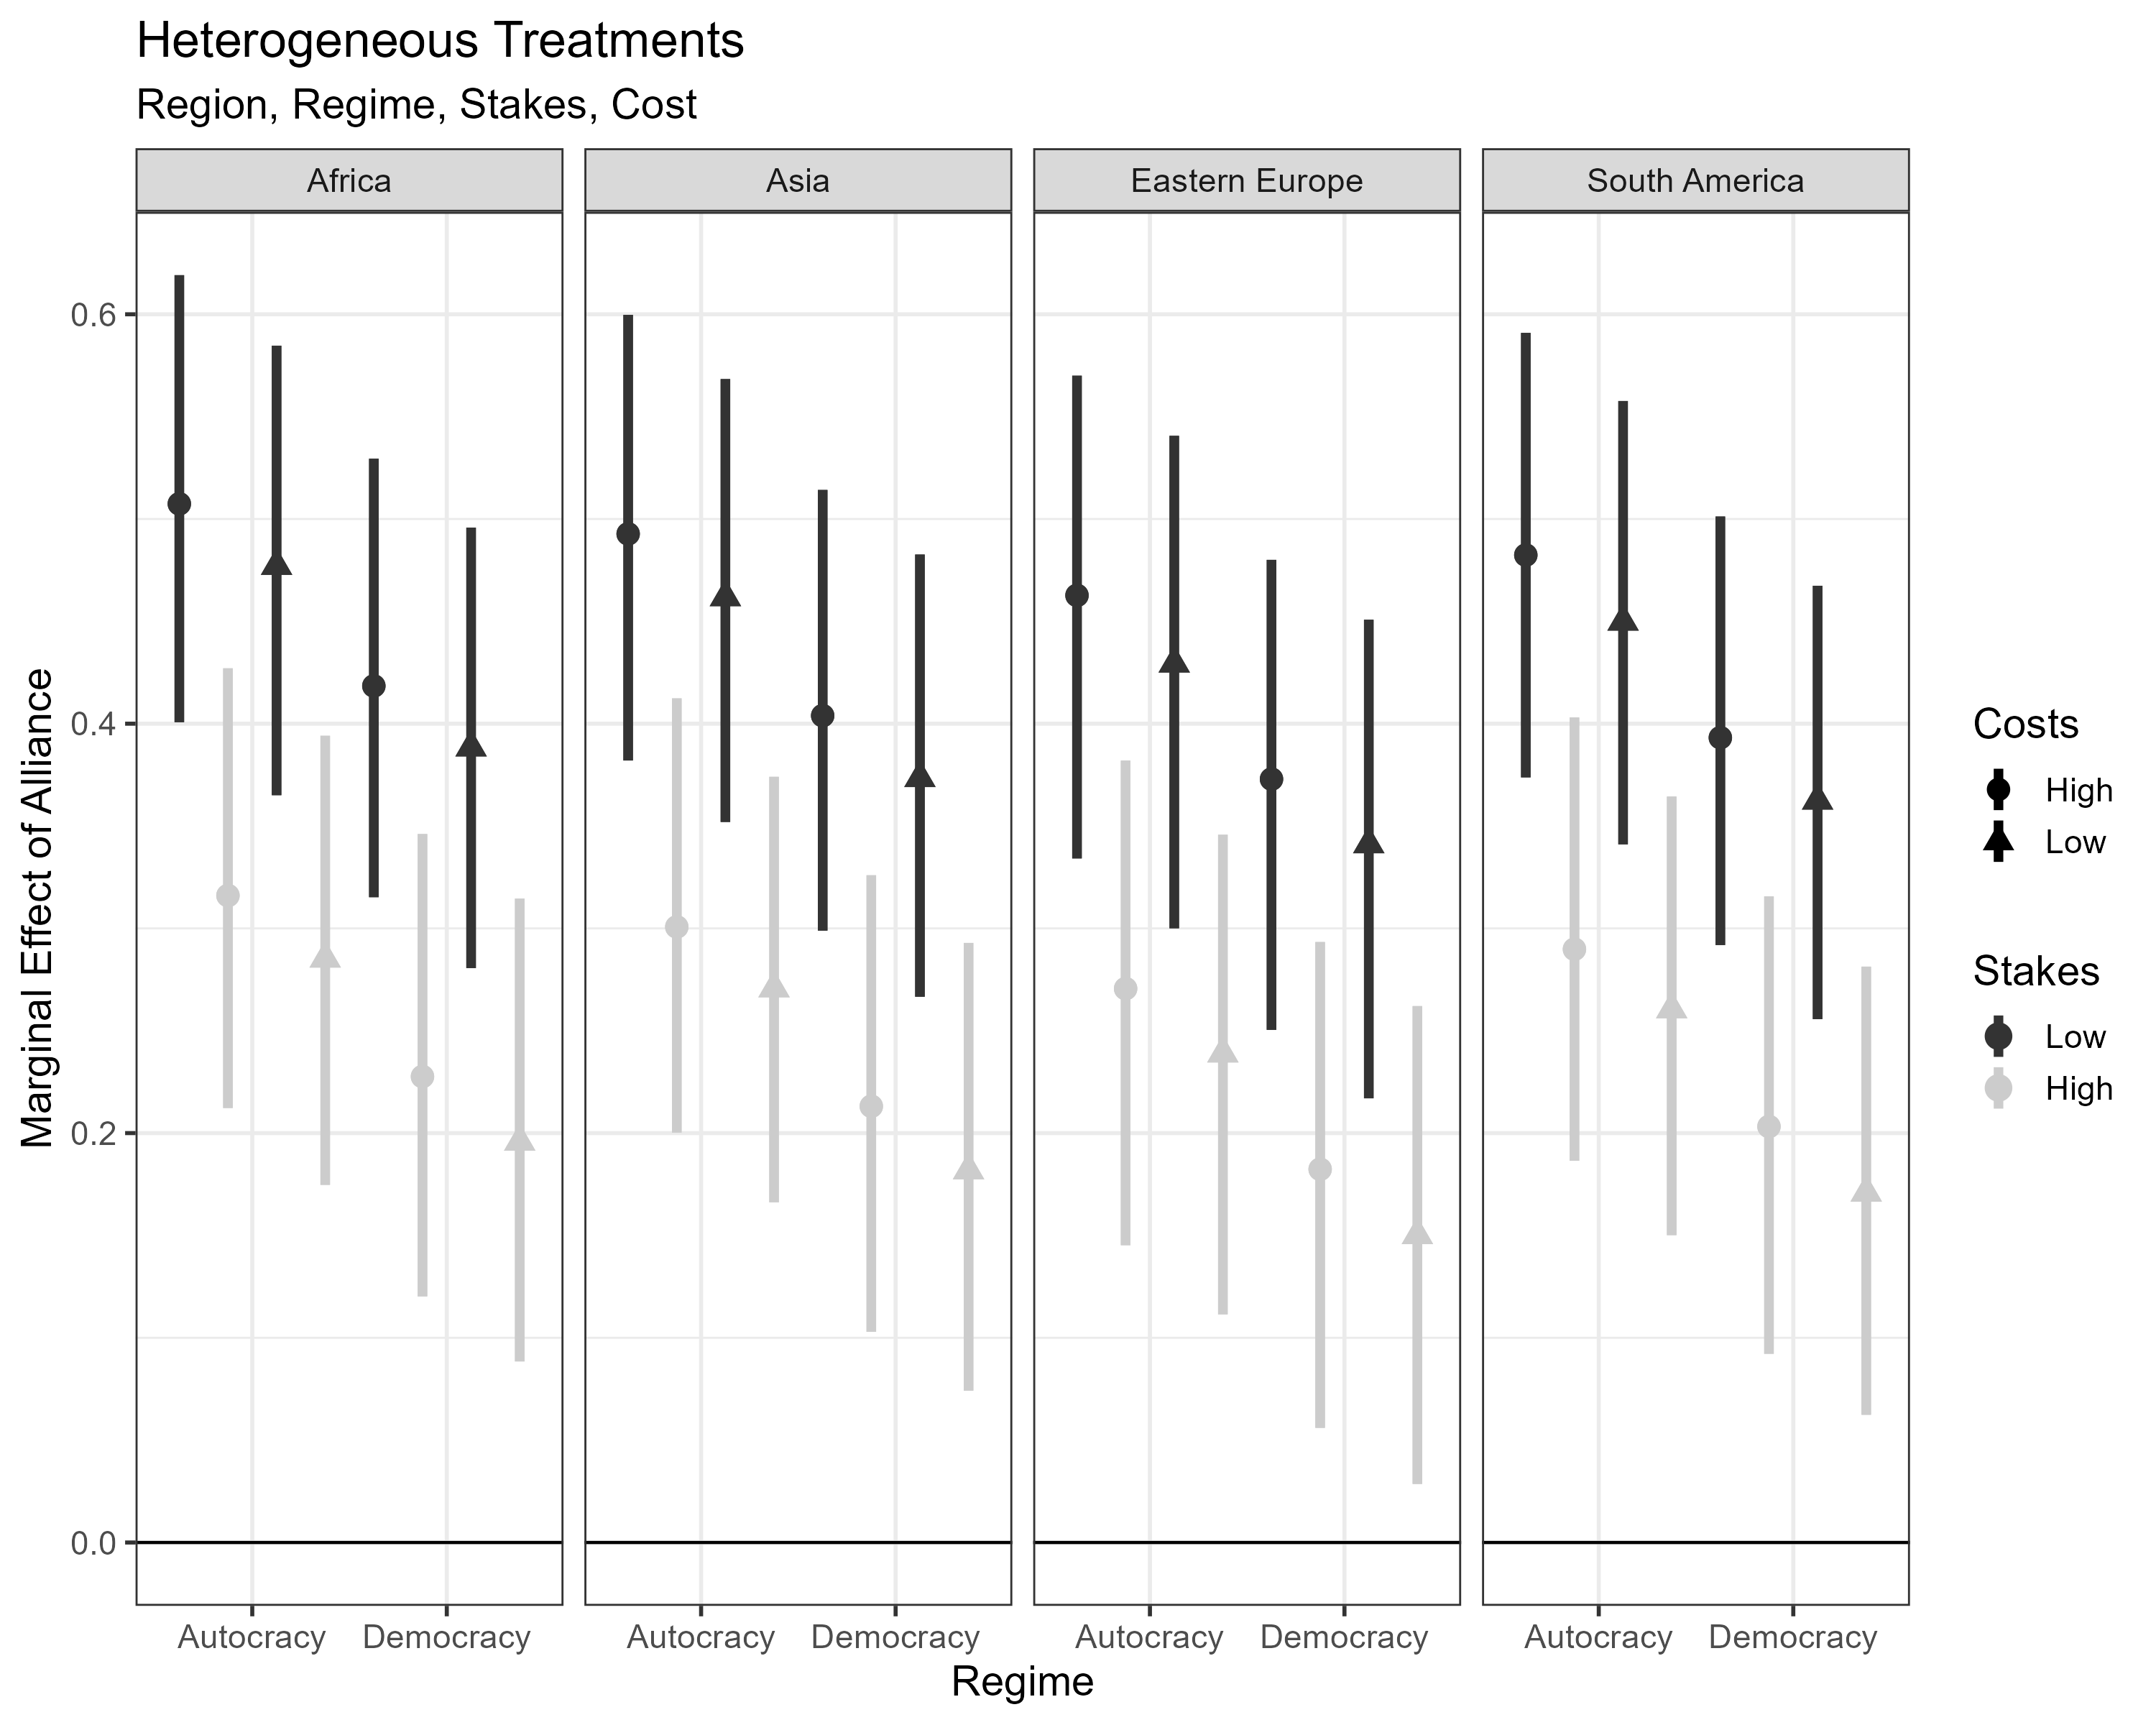 Heterogeneous Treatments
Region, Regime, Stakes, Cost
Africa
Asia
Eastern Europe
South America
Marginal Effect of Alliance
0.6
0.4
0.2
0.0
Autocracy Democracy
Autocracy Democracy
Autocracy Democracy
Autocracy Democracy
Regime
Costs
High
Low
Stakes
Low
High